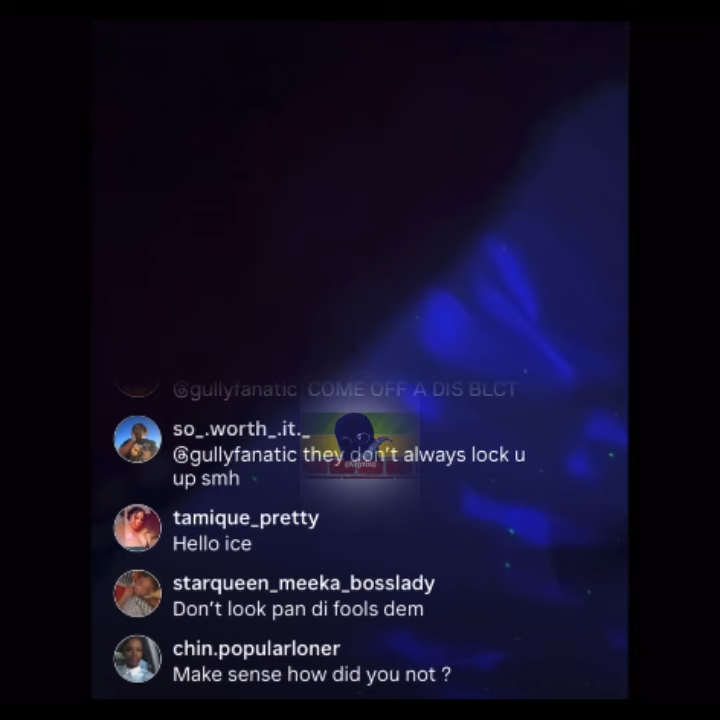 @gullyfanatic COME OFF A DIS BLCT
so_.worth_.it._
@gullyfanatic they don't always lock u
up smh
tamique_pretty
Hello ice
starqueen_meeka_bosslady
Don't look pan di fools dem
chin.popularloner
Make sense how did you not ?